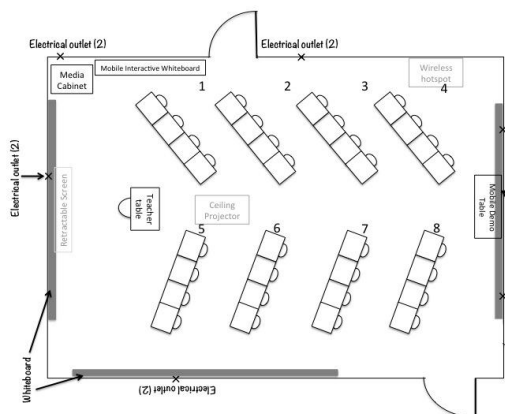 Electrical outlet (2)
Electrical outlet (2)
Media
Cabinet
Mobile Interactive Whiteboard
Wireless
hotspot
1
2
3
4
Electrical outlet (2)
Retractable Screen
Teacher
table
Ceiling
Projector
Mobile Demo
Table
5
6
7
8
Whiteboard
Electrical outlet (2)